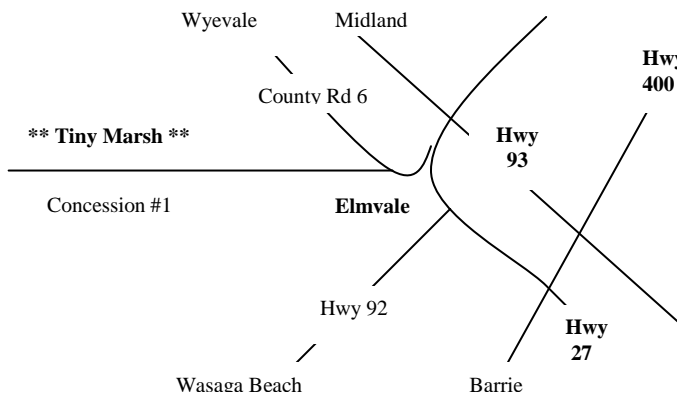 Wyevale
Midland
Hwy
400
County Rd 6
** Tiny Marsh **
Hwy
93
Concession #1
Elmvale
Hwy 92
Hwy
27
Wasaga Beach
Barrie